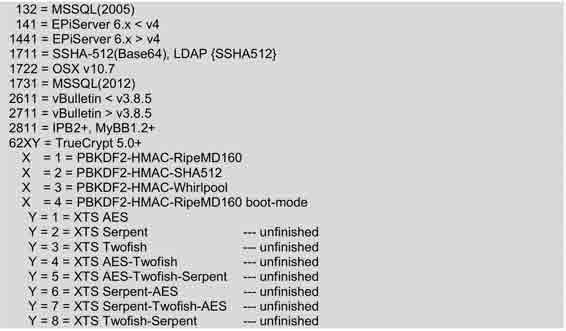 132 = MSSQL(2005)
141 = EPiServer 6.x < v4
1441 = EPiServer 6.x > v4
1711 = SSHA-512(Base64), LDAP {SSHA512}
1722 = OSX v10.7
1731 = MSSQL(2012)
2611 = vBulletin < v3.8.5
2711 = vBulletin > v3.8.5
2811 = IPB2+, MyBB1.2+
62XY = TrueCrypt 5.0+
X = 1 = PBKDF2-HMAC-RipeMD160
X = 2 = PBKDF2-HMAC-SHA512
X = 3 = PBKDF2-HMAC-Whirlpool
X = 4 = PBKDF2-HMAC-RipeMD160 boot-mode
Y = 1 = XTS AES
Y = 2 = XTS Serpent --- unfinished
Y = 3 = XTS Twofish --- unfinished
Y = 4 = XTS AES-Twofish --- unfinished
Y = 5 = XTS AES-Twofish-Serpent --- unfinished
Y = 6 = XTS Serpent-AES --- unfinished
Y = 7 = XTS Serpent-Twofish-AES --- unfinished
Y = 8 = XTS Twofish-Serpent --- unfinished